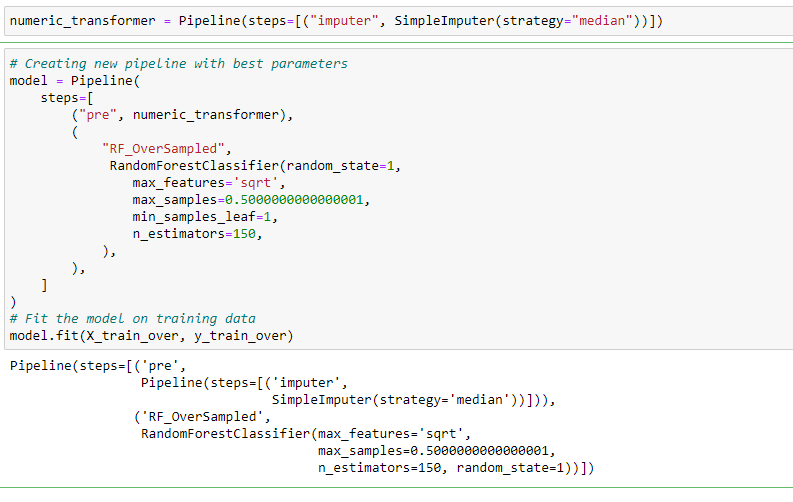 numeric_transformer = Pipeline(steps=[("imputer", SimpleImputer(strategy="median"))])
# Creating new pipeline with best parameters
model = Pipeline(
    steps=[
        ("pre", numeric_transformer),
        (
            "RF_OverSampled",
             RandomForestClassifier(random_state=1,
                max_features='sqrt',
                max_samples=0.5000000000000001,
                min_samples_leaf=1,
                n_estimators=150,
            ),
        ),
    ]
)
# Fit the model on training data
model.fit(X_train_over, y_train_over)
Pipeline(steps=[('pre',
                 Pipeline(steps=[('imputer',
                                  SimpleImputer(strategy='median'))])),
                ('RF_OverSampled',
                 RandomForestClassifier(max_features='sqrt',
                                        max_samples=0.5000000000000001,
                                        n_estimators=150, random_state=1))])